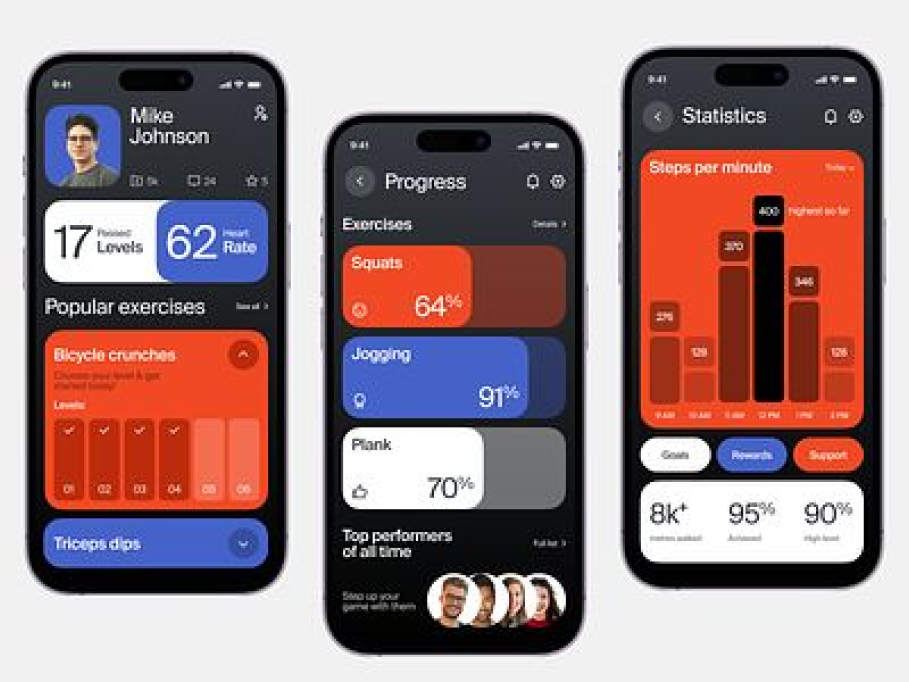 9:41
Mike
Johnson
5k
24
5
17 Passed Levels
62 Heart Rate
Popular exercises
See all
Bicycle crunches
Choose your level & get
started today!
Levels:
01 02 03 04 05 06
Triceps dips
9:41
Progress
Exercises
Details
Squats
64%
Jogging
91%
Plank
70%
Top performers
of all time
Full list
Step up your
game with them
9:41
Statistics
Steps per minute
Today
400 highest so far
370
346
276
128
128
9 AM 10 AM 11 AM 12 PM 1 PM 2 PM
Goals Rewards Support
8k+ 95% 90%
metres walked Achieved High level